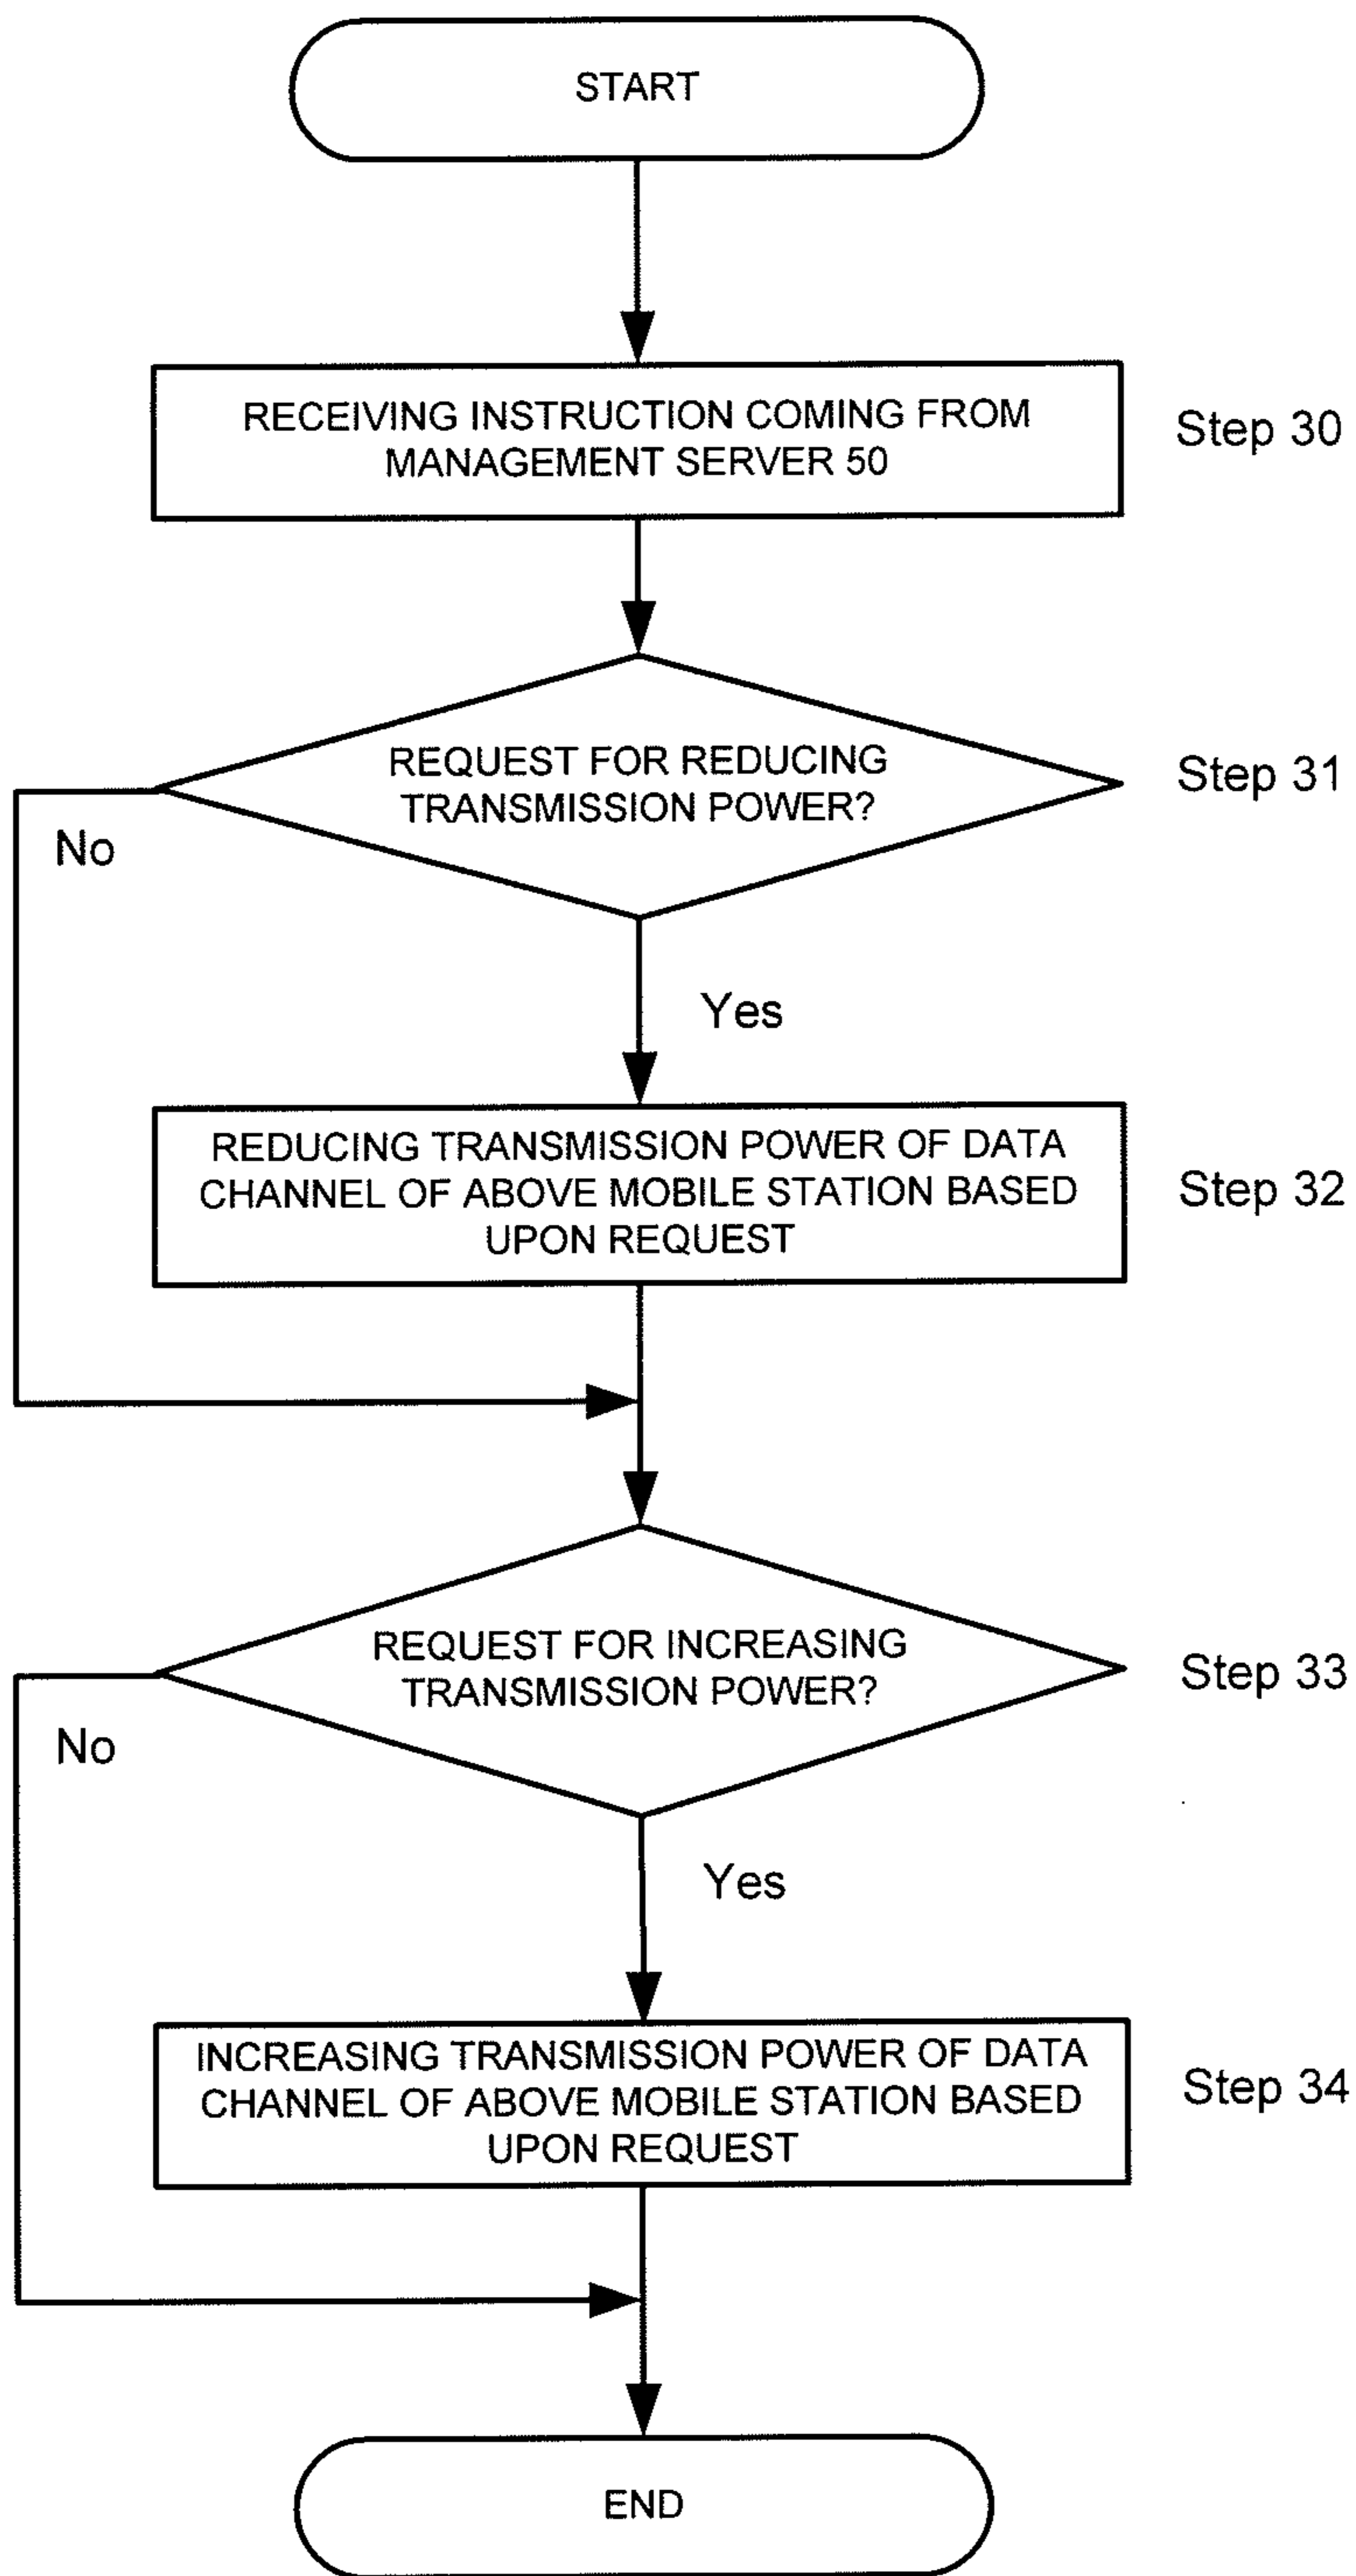 START
RECEIVING INSTRUCTION COMING FROM
MANAGEMENT SERVER 50
Step 30
REQUEST FOR REDUCING
TRANSMISSION POWER?
Step 31
No
Yes
REDUCING TRANSMISSION POWER OF DATA
CHANNEL OF ABOVE MOBILE STATION BASED
UPON REQUEST
Step 32
REQUEST FOR INCREASING
TRANSMISSION POWER?
Step 33
No
Yes
INCREASING TRANSMISSION POWER OF DATA
CHANNEL OF ABOVE MOBILE STATION BASED
UPON REQUEST
Step 34
END